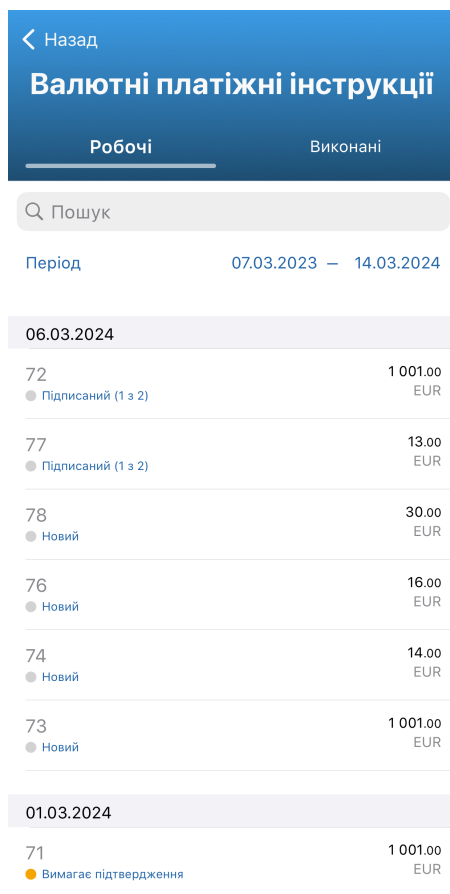 Назад
Валютні платіжні інструкції
Робочі Виконані
Пошук
Період 07.03.2023 – 14.03.2024
06.03.2024
72 1 001.00
Підписаний (1 з 2) EUR
77 13.00
Підписаний (1 з 2) EUR
78 30.00
Новий EUR
76 16.00
Новий EUR
74 14.00
Новий EUR
73 1 001.00
Новий EUR
01.03.2024
71 1 001.00
Вимагає підтвердження EUR